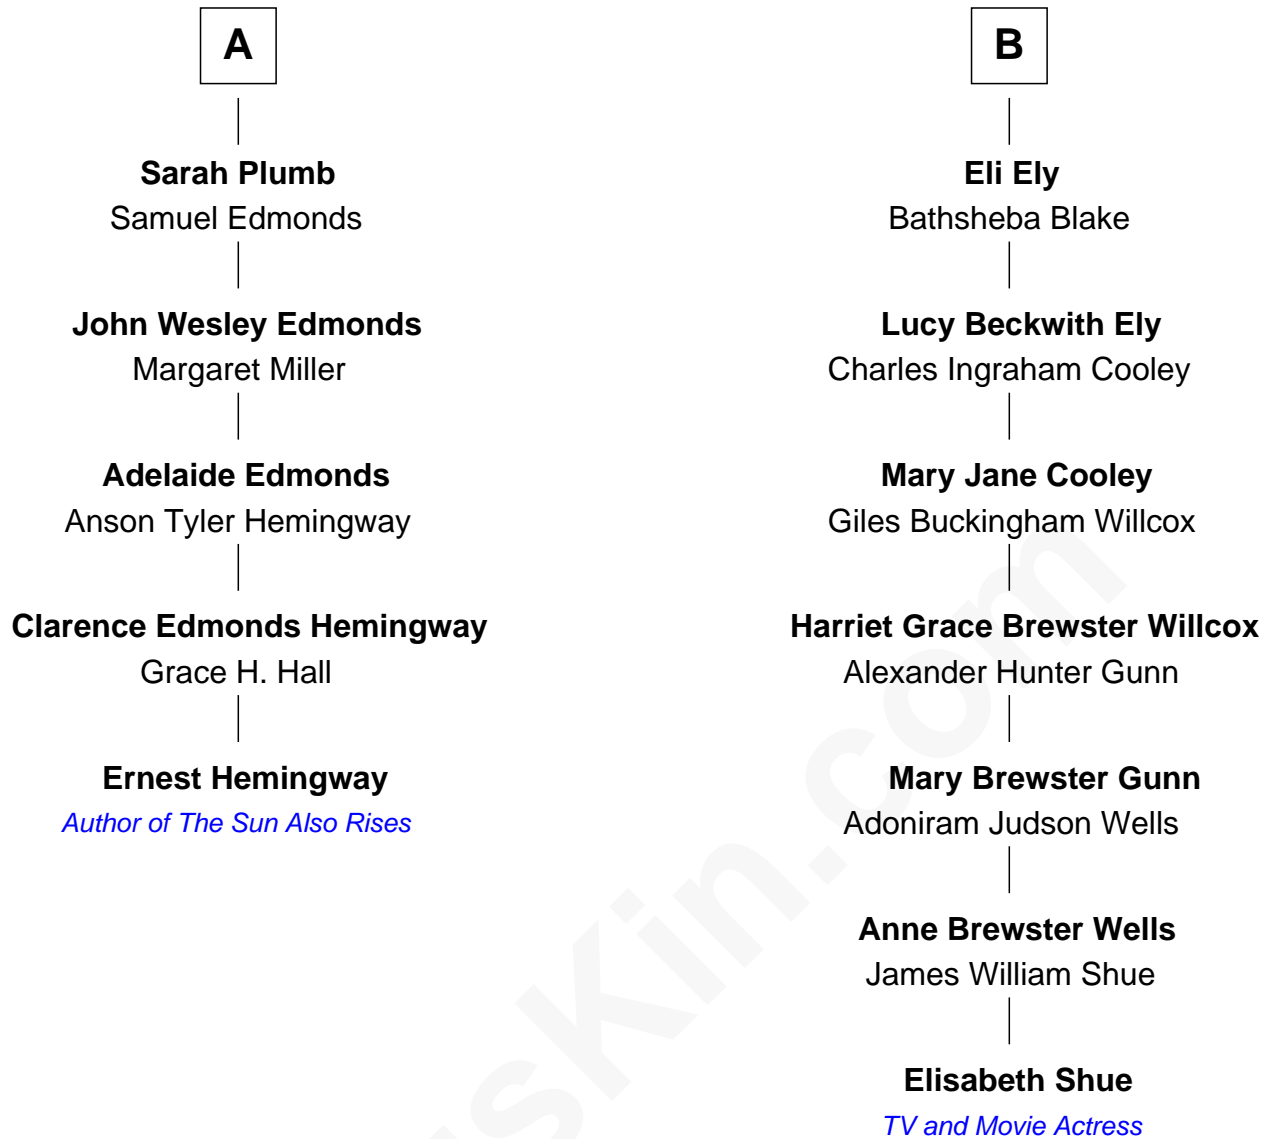 A
Sarah Plumb
Samuel Edmonds
John Wesley Edmonds
Margaret Miller
Adelaide Edmonds
Anson Tyler Hemingway
Clarence Edmonds Hemingway
Grace H. Hall
Ernest Hemingway
Author of The Sun Also Rises
B
Eli Ely
Bathsheba Blake
Lucy Beckwith Ely
Charles Ingraham Cooley
Mary Jane Cooley
Giles Buckingham Willcox
Harriet Grace Brewster Willcox
Alexander Hunter Gunn
Mary Brewster Gunn
Adoniram Judson Wells
Anne Brewster Wells
James William Shue
Elisabeth Shue
TV and Movie Actress
sKin.com